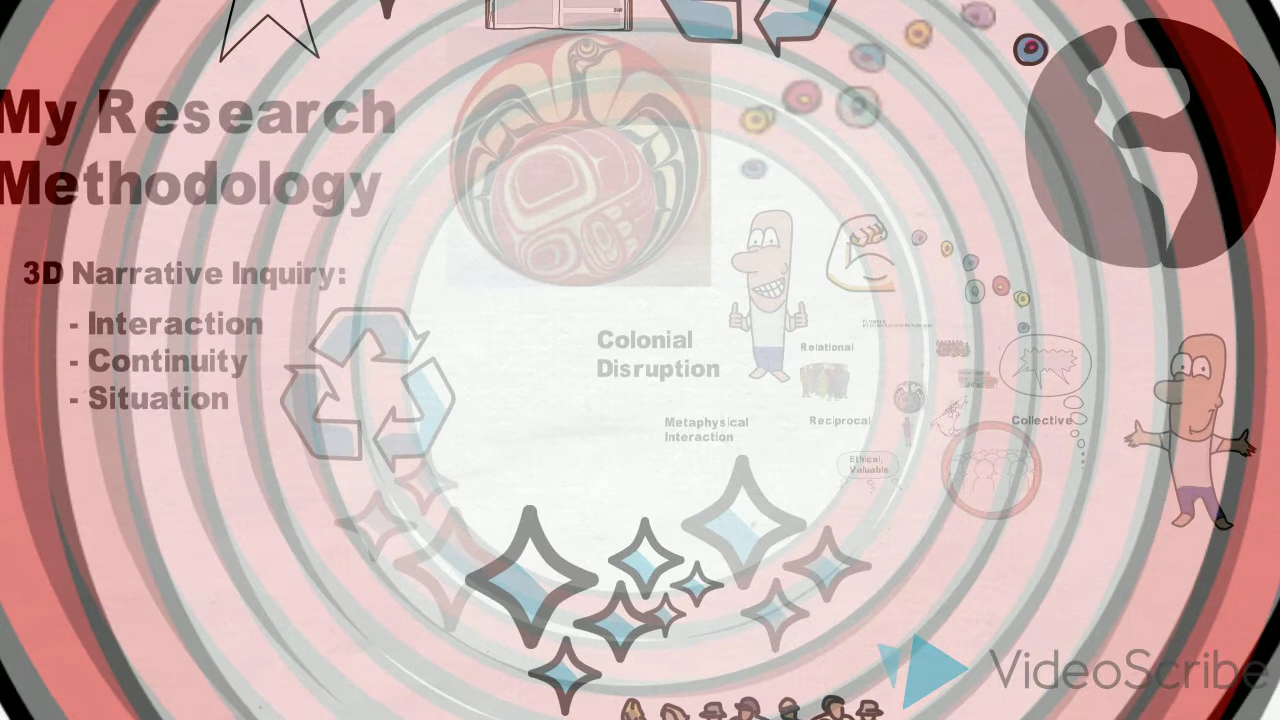 My Research
Methodology
3D Narrative Inquiry:
- Interaction
- Continuity
- Situation
Colonial
Disruption
Relational
Metaphysical
Interaction
Reciprocal
Collective
Ethical,
Valuable
VideoScribe